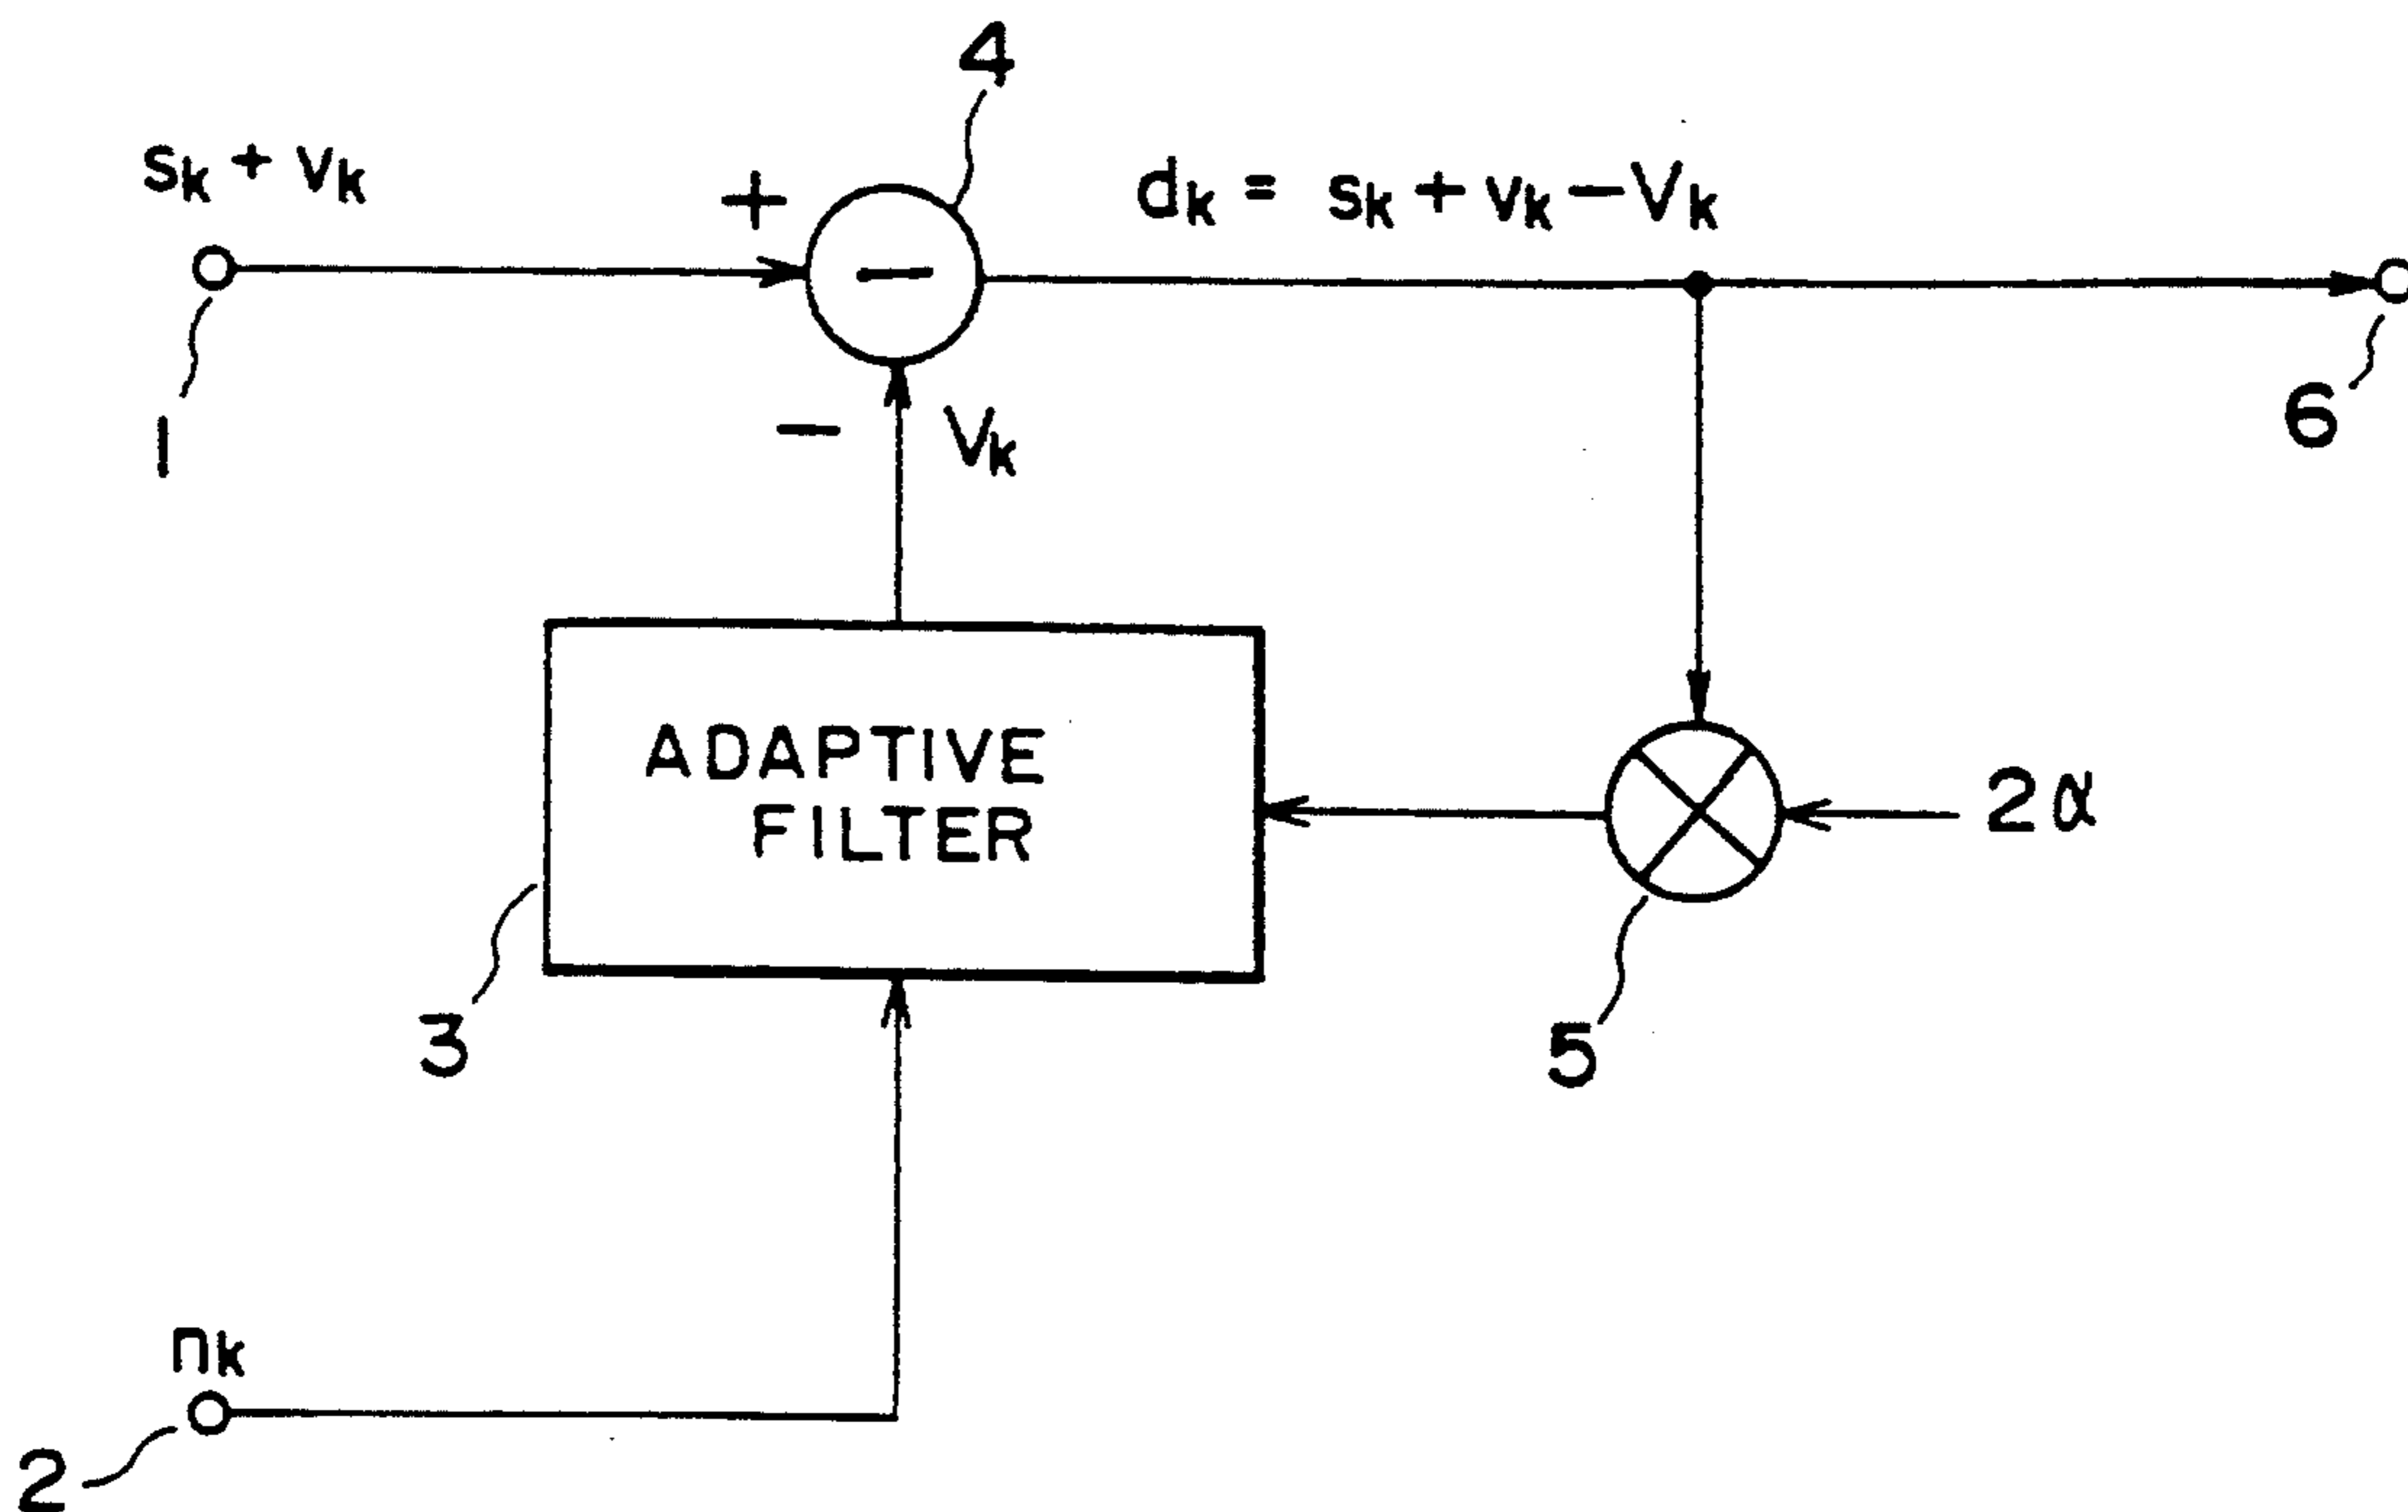 4
sk + vk
+
dk = sk + vk − Vk
1
− Vk
6
ADAPTIVE
FILTER
2α
3
5
nk
2